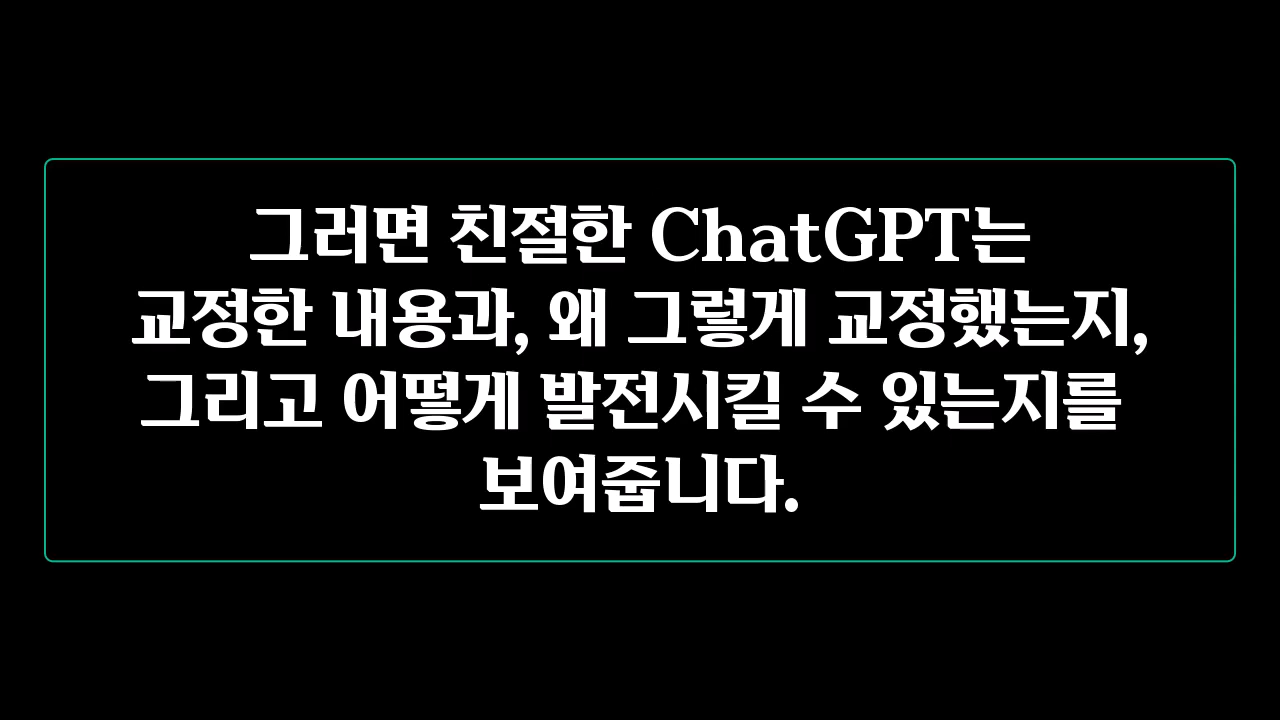 그러면 친절한 ChatGPT는
교정한 내용과, 왜 그렇게 교정했는지,
그리고 어떻게 발전시킬 수 있는지를
보여줍니다.